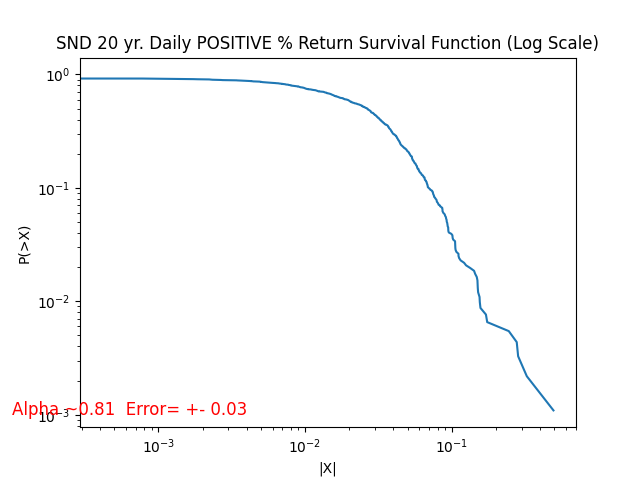 SND 20 yr. Daily POSITIVE % Return Survival Function (Log Scale)
10⁰
10⁻¹
10⁻²
10⁻³
P(>X)
Alpha ~0.81  Error= +- 0.03
10⁻³ 10⁻² 10⁻¹
|X|